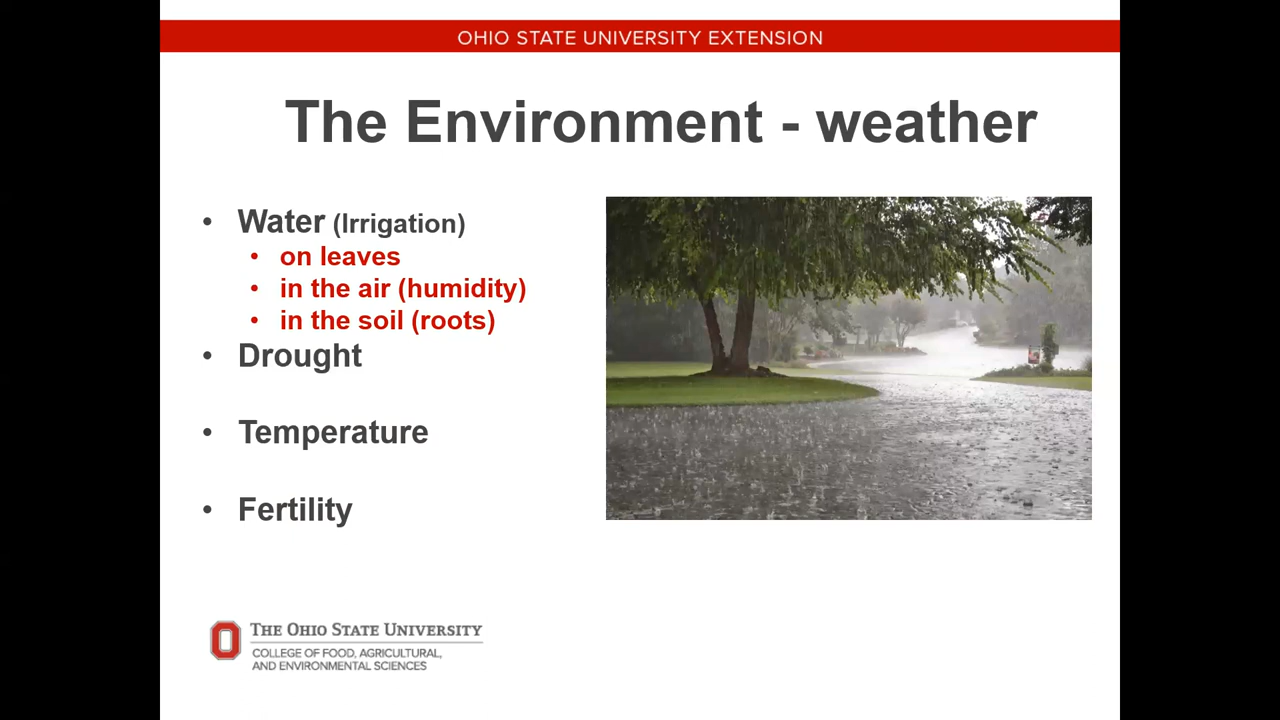 OHIO STATE UNIVERSITY EXTENSION
The Environment - weather
• Water (Irrigation)
• on leaves
• in the air (humidity)
• in the soil (roots)
• Drought
• Temperature
• Fertility
THE OHIO STATE UNIVERSITY
COLLEGE OF FOOD, AGRICULTURAL,
AND ENVIRONMENTAL SCIENCES